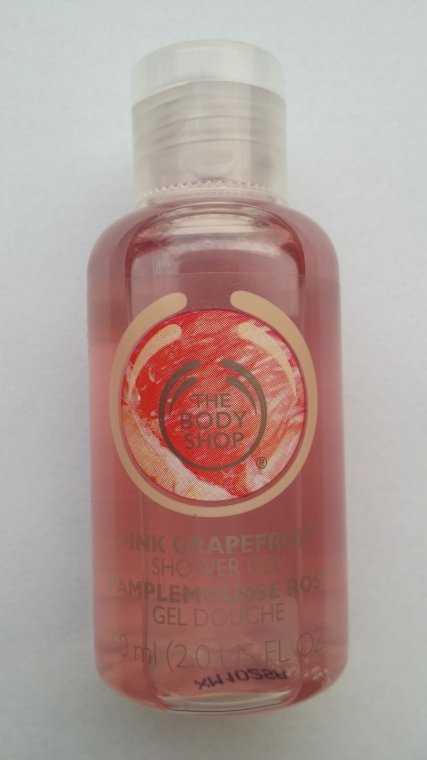 THE
BODY
SHOP
®
PINK GRAPEFRUIT
SHOWER GEL
PAMPLEMOUSSE ROSE
GEL DOUCHE
60 ml (2.0 US FL OZ